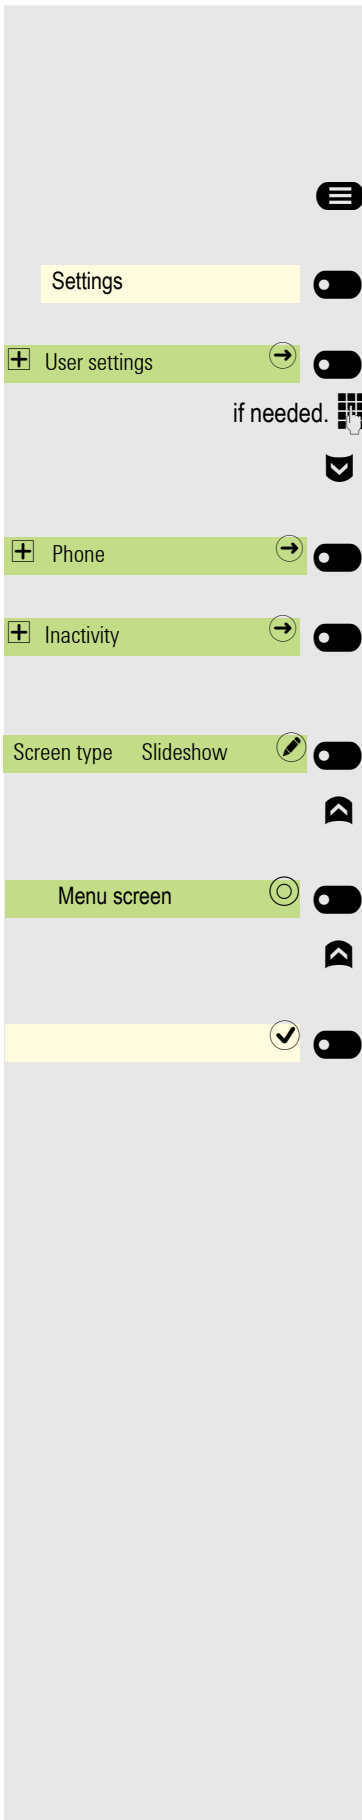 Settings
User settings
if needed.
Phone
Inactivity
Screen type Slideshow
Menu screen